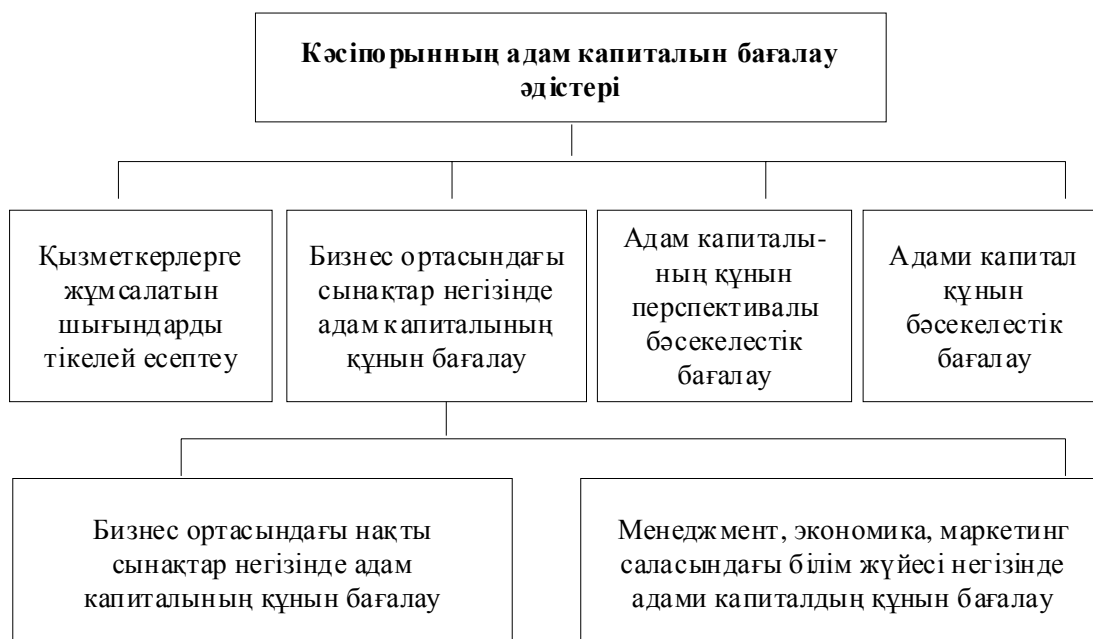 Кәсіпорынның адам капиталын бағалау
әдістері
Қызметкерлерге
жұмсалатын
шығындарды
тікелей есептеу
Бизнес ортасындағы
сынақтар негізінде
адам капиталының
құнын бағалау
Адам капиталы-
ның құнын
перспективалы
бәсекелестік
бағалау
Адами капитал
құнын
бәсекелестік
бағалау
Бизнес ортасындағы нақты
сынақтар негізінде адам
капиталының құнын бағалау
Менеджмент, экономика, маркетинг
саласындағы білім жүйесі негізінде
адами капиталдың құнын бағалау